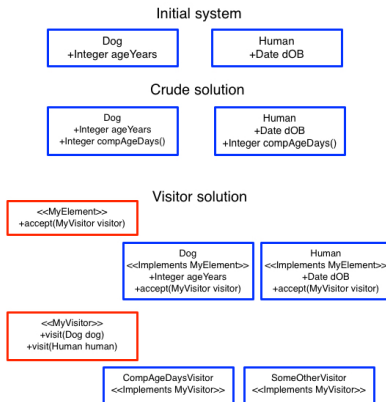 Initial system
Dog
+Integer ageYears
Human
+Date dOB
Crude solution
Dog
+Integer ageYears
+Integer compAgeDays()
Human
+Date dOB
+Integer compAgeDays()
Visitor solution
<<MyElement>>
+accept(MyVisitor visitor)
Dog
<<Implements MyElement>>
+Integer ageYears
+accept(MyVisitor visitor)
Human
<<Implements MyElement>>
+Date dOB
+accept(MyVisitor visitor)
<<MyVisitor>>
+visit(Dog dog)
+visit(Human human)
CompAgeDaysVisitor
<<Implements MyVisitor>>
SomeOtherVisitor
<<Implements MyVisitor>>